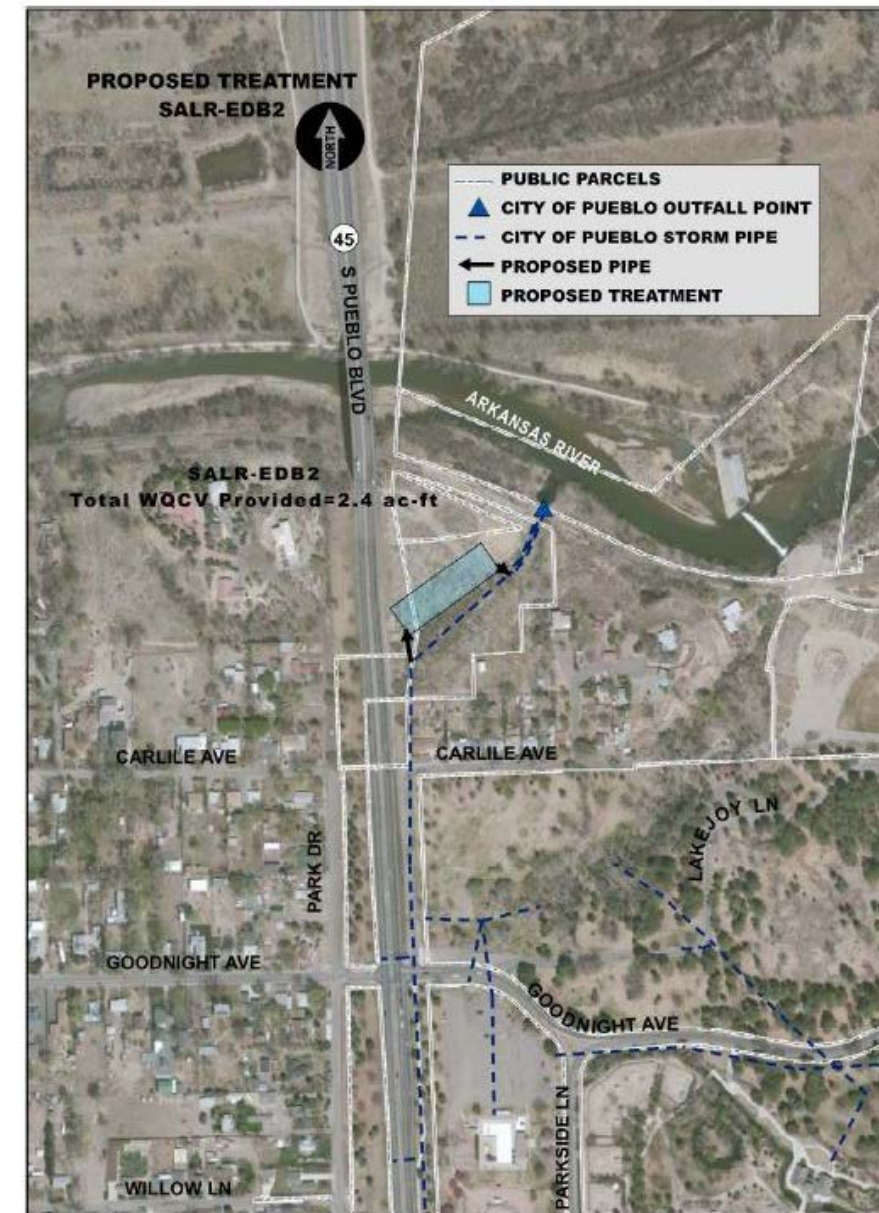 PROPOSED TREATMENT
SALR-EDB2
NORTH
PUBLIC PARCELS
CITY OF PUEBLO OUTFALL POINT
CITY OF PUEBLO STORM PIPE
PROPOSED PIPE
PROPOSED TREATMENT
45
S PUEBLO BLVD
ARKANSAS RIVER
SALR-EDB2
Total WQCV Provided=2.4 ac-ft
CARLILE AVE
CARLILE AVE
LAKEJOY LN
PARK DR
GOODNIGHT AVE
GOODNIGHT AVE
PARKSIDE LN
WILLOW LN